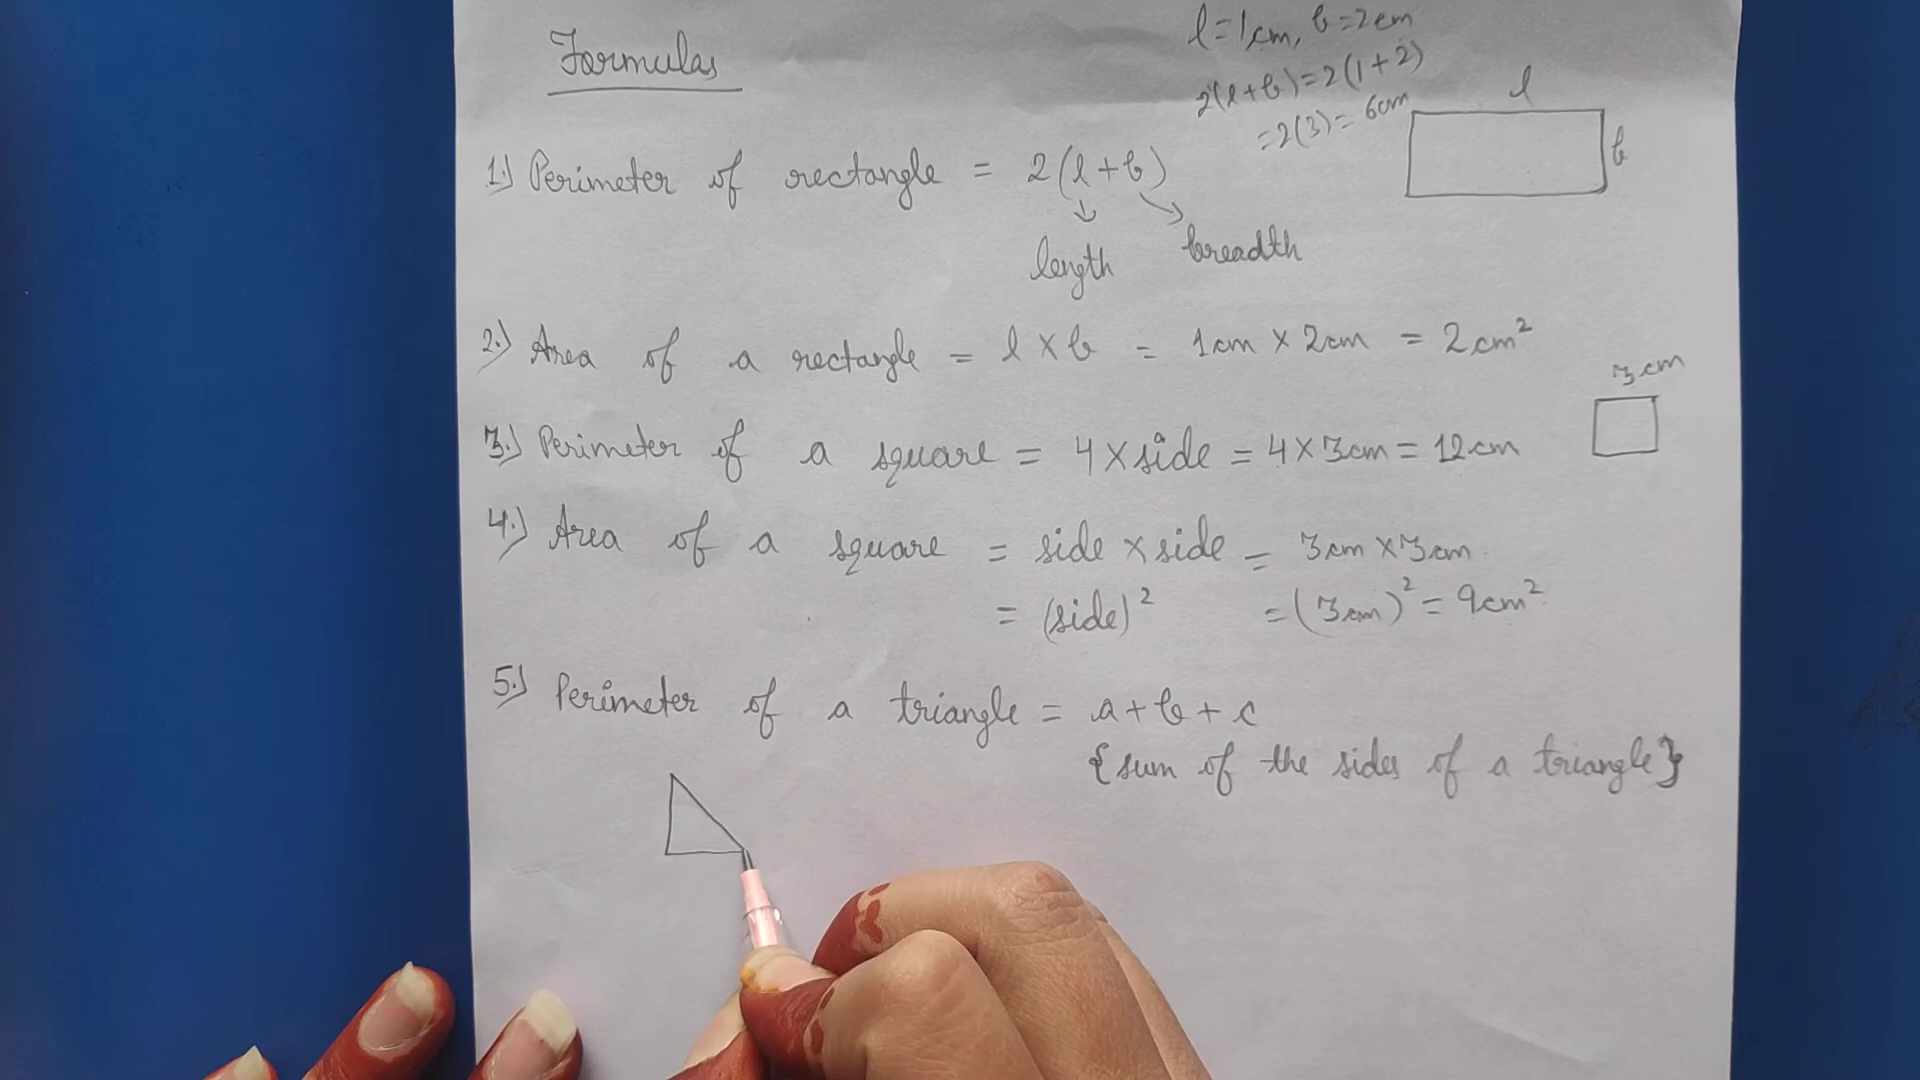 Formulas
l=1cm, b=2cm
2(l+b)=2(1+2)
=2(3)=6cm
l
b
1.) Perimeter of rectangle = 2(l+b)
length breadth
2.) Area of a rectangle = l×b = 1cm × 2cm = 2cm²
3cm
3.) Perimeter of a square = 4×side = 4×3cm = 12cm
4.) Area of a square = side × side = 3cm × 3cm
= (side)² = (3cm)² = 9cm²
5.) Perimeter of a triangle = a+b+c
{sum of the sides of a triangle}